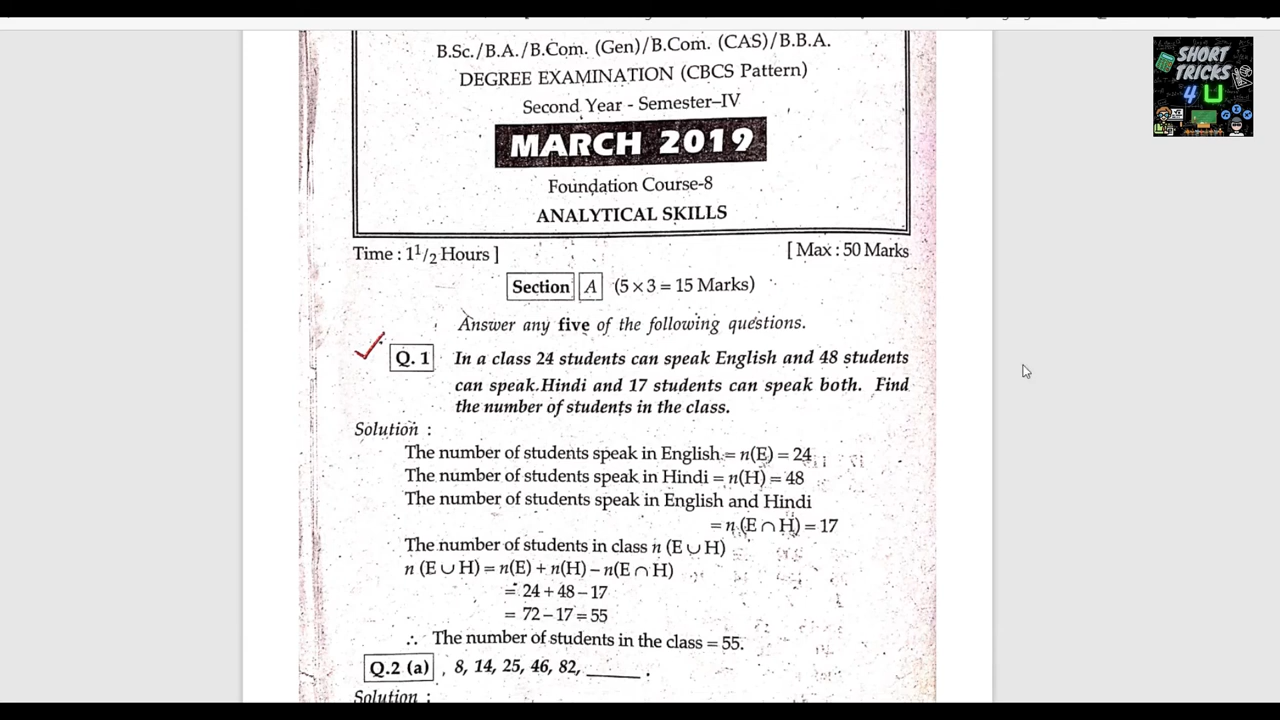 B.Sc./B.A./B.Com. (Gen)/B.Com. (CAS)/B.B.A.
DEGREE EXAMINATION (CBCS Pattern)
Second Year - Semester–IV
MARCH 2019
Foundation Course-8
ANALYTICAL SKILLS
Time : 1 1/2 Hours ] [ Max : 50 Marks
Section A (5 × 3 = 15 Marks)
Answer any five of the following questions.
Q. 1 In a class 24 students can speak English and 48 students
can speak Hindi and 17 students can speak both. Find
the number of students in the class.
Solution :
The number of students speak in English = n(E) = 24
The number of students speak in Hindi = n(H) = 48
The number of students speak in English and Hindi
= n (E ∩ H) = 17
The number of students in class n (E ∪ H)
n (E ∪ H) = n(E) + n(H) – n(E ∩ H)
= 24 + 48 – 17
= 72 – 17 = 55
∴ The number of students in the class = 55.
Q.2 (a) 8, 14, 25, 46, 82, ______ .
Solution :
SHORT
TRICKS
4 U